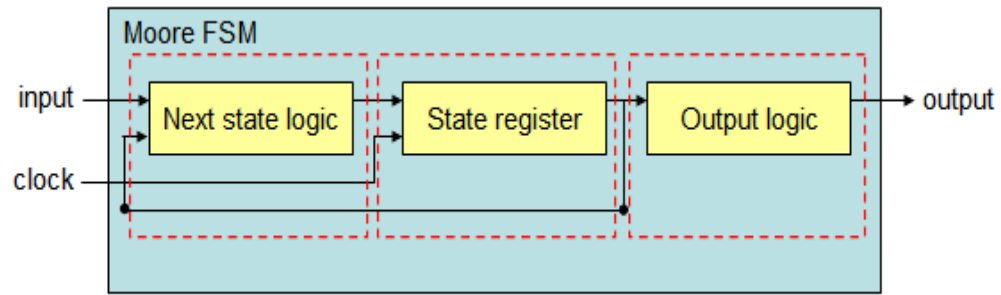 Moore FSM
input
Next state logic
State register
Output logic
output
clock